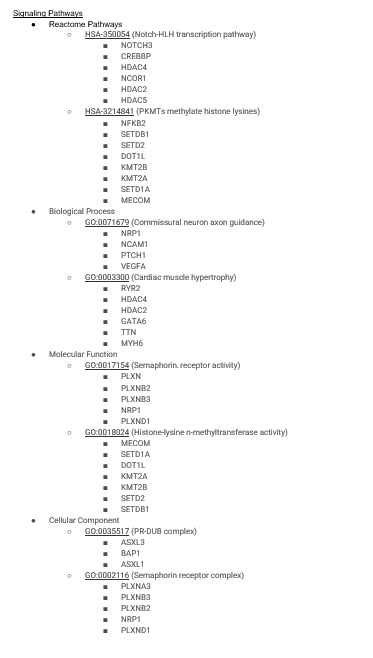 Signaling Pathways
● Reactome Pathways
○ HSA-350054 (Notch-HLH transcription pathway)
■ NOTCH3
■ CREBBP
■ HDAC4
■ NCOR1
■ HDAC2
■ HDAC5
○ HSA-3214841 (PKMTs methylate histone lysines)
■ NFKB2
■ SETDB1
■ SETD2
■ DOT1L
■ KMT2B
■ KMT2A
■ SETD1A
■ MECOM
● Biological Process
○ GO:0071679 (Commissural neuron axon guidance)
■ NRP1
■ NCAM1
■ PTCH1
■ VEGFA
○ GO:0003300 (Cardiac muscle hypertrophy)
■ RYR2
■ HDAC4
■ HDAC2
■ GATA6
■ TTN
■ MYH6
● Molecular Function
○ GO:0017154 (Semaphorin. receptor activity)
■ PLXN
■ PLXNB2
■ PLXNB3
■ NRP1
■ PLXND1
○ GO:0018024 (Histone-lysine n-methyltransferase activity)
■ MECOM
■ SETD1A
■ DOT1L
■ KMT2A
■ KMT2B
■ SETD2
■ SETDB1
● Cellular Component
○ GO:0035517 (PR-DUB complex)
■ ASXL3
■ BAP1
■ ASXL1
○ GO:0002116 (Semaphorin receptor complex)
■ PLXNA3
■ PLXNB3
■ PLXNB2
■ NRP1
■ PLXND1